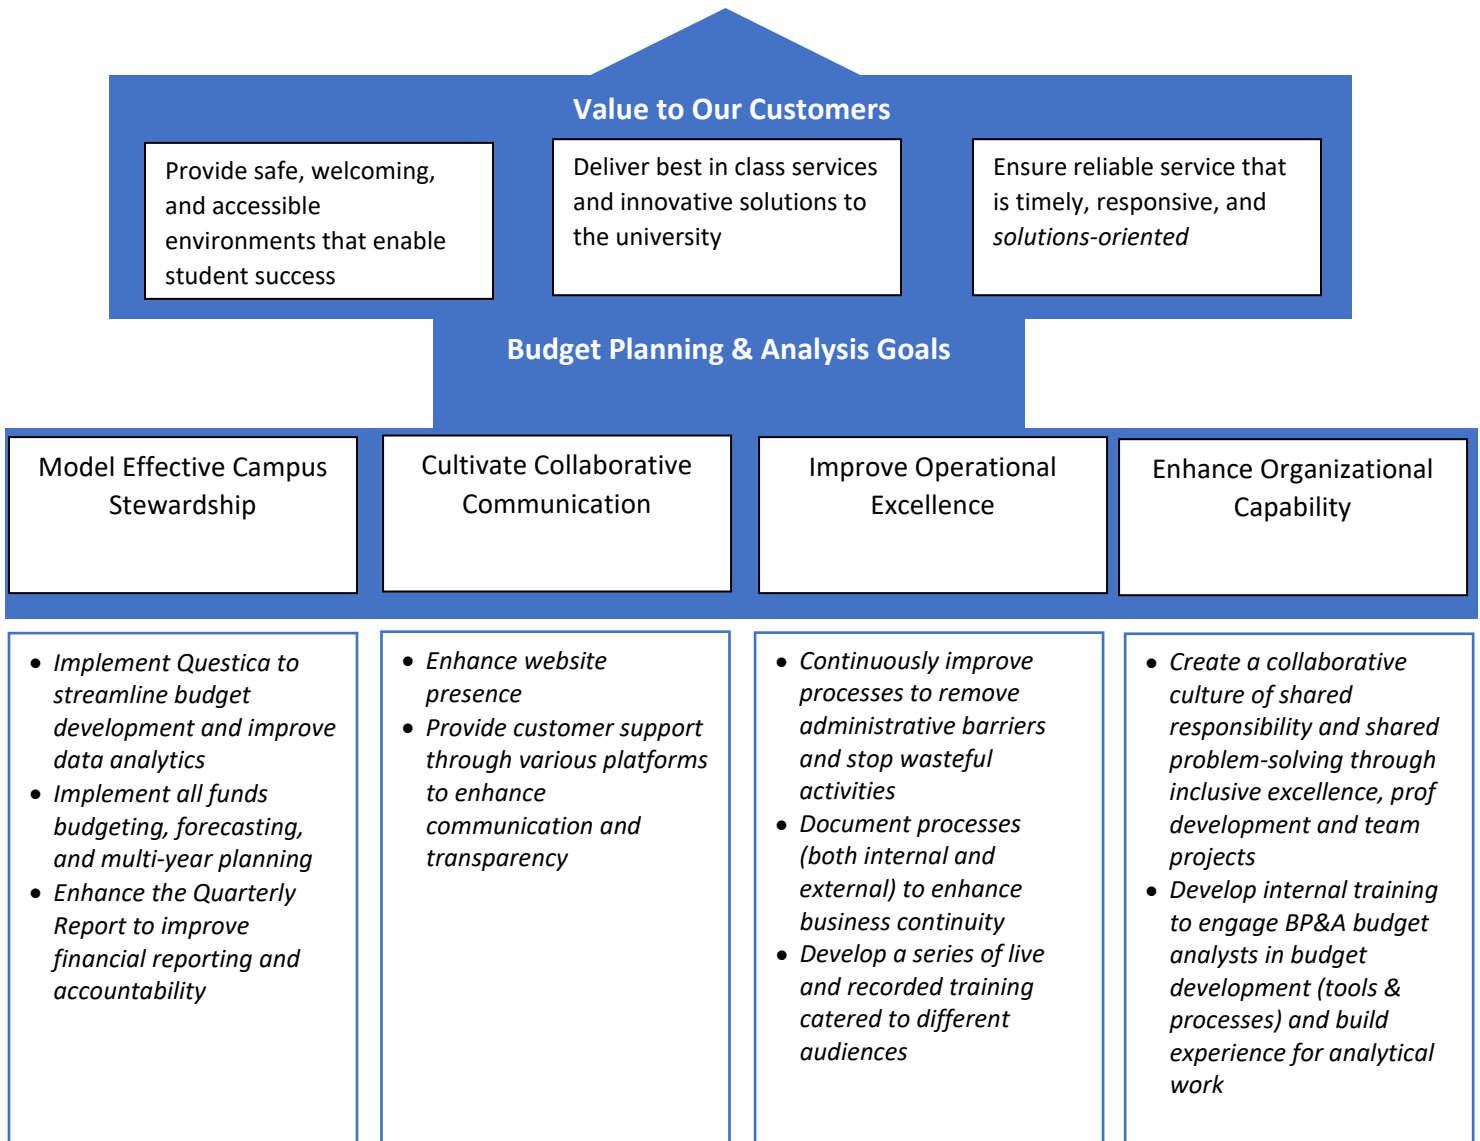 Value to Our Customers
Provide safe, welcoming,
and accessible
environments that enable
student success
Deliver best in class services
and innovative solutions to
the university
Ensure reliable service that
is timely, responsive, and
solutions-oriented
Budget Planning & Analysis Goals
Model Effective Campus
Stewardship
Cultivate Collaborative
Communication
Improve Operational
Excellence
Enhance Organizational
Capability
• Implement Questica to
streamline budget
development and improve
data analytics
• Implement all funds
budgeting, forecasting,
and multi-year planning
• Enhance the Quarterly
Report to improve
financial reporting and
accountability
• Enhance website
presence
• Provide customer support
through various platforms
to enhance
communication and
transparency
• Continuously improve
processes to remove
administrative barriers
and stop wasteful
activities
• Document processes
(both internal and
external) to enhance
business continuity
• Develop a series of live
and recorded training
catered to different
audiences
• Create a collaborative
culture of shared
responsibility and shared
problem-solving through
inclusive excellence, prof
development and team
projects
• Develop internal training
to engage BP&A budget
analysts in budget
development (tools &
processes) and build
experience for analytical
work